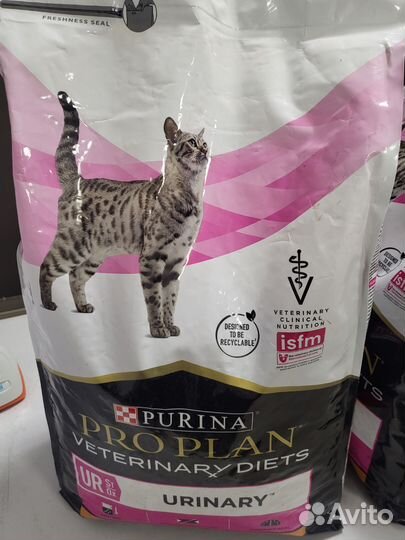 FRESHNESS SEAL
VETERINARY
CLINICAL
NUTRITION
isfm
DESIGNED
TO BE
RECYCLABLE
PURINA
PRO PLAN
VETERINARY DIETS
UR ST OX
URINARY
Avito